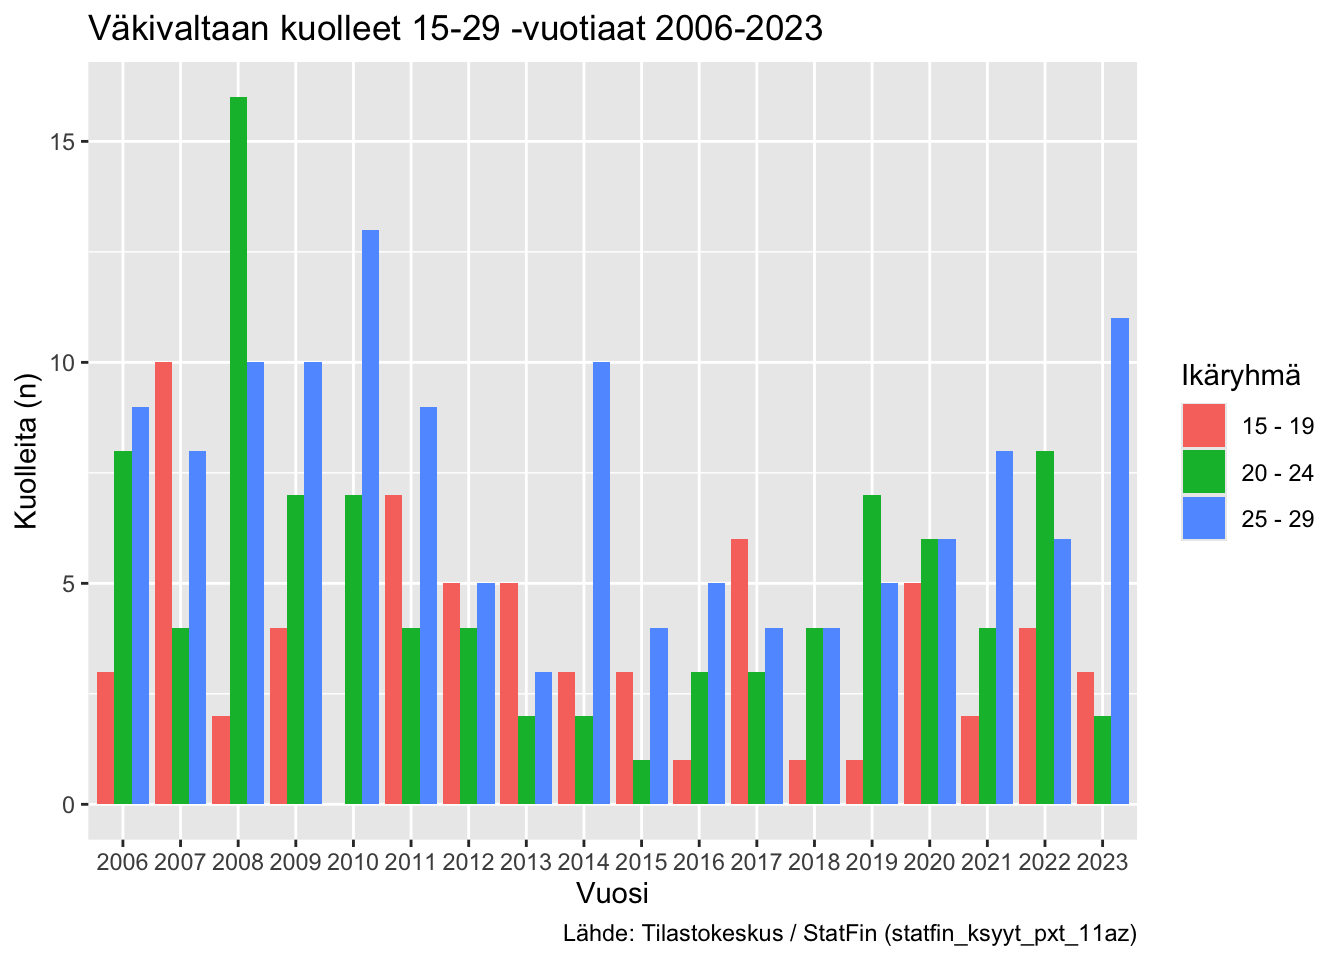 Väkivaltaan kuolleet 15-29 -vuotiaat 2006-2023
Kuolleita (n)
15
10
5
0
2006 2007 2008 2009 2010 2011 2012 2013 2014 2015 2016 2017 2018 2019 2020 2021 2022 2023
Vuosi
Ikäryhmä
15 - 19
20 - 24
25 - 29
Lähde: Tilastokeskus / StatFin (statfin_ksyyt_pxt_11az)